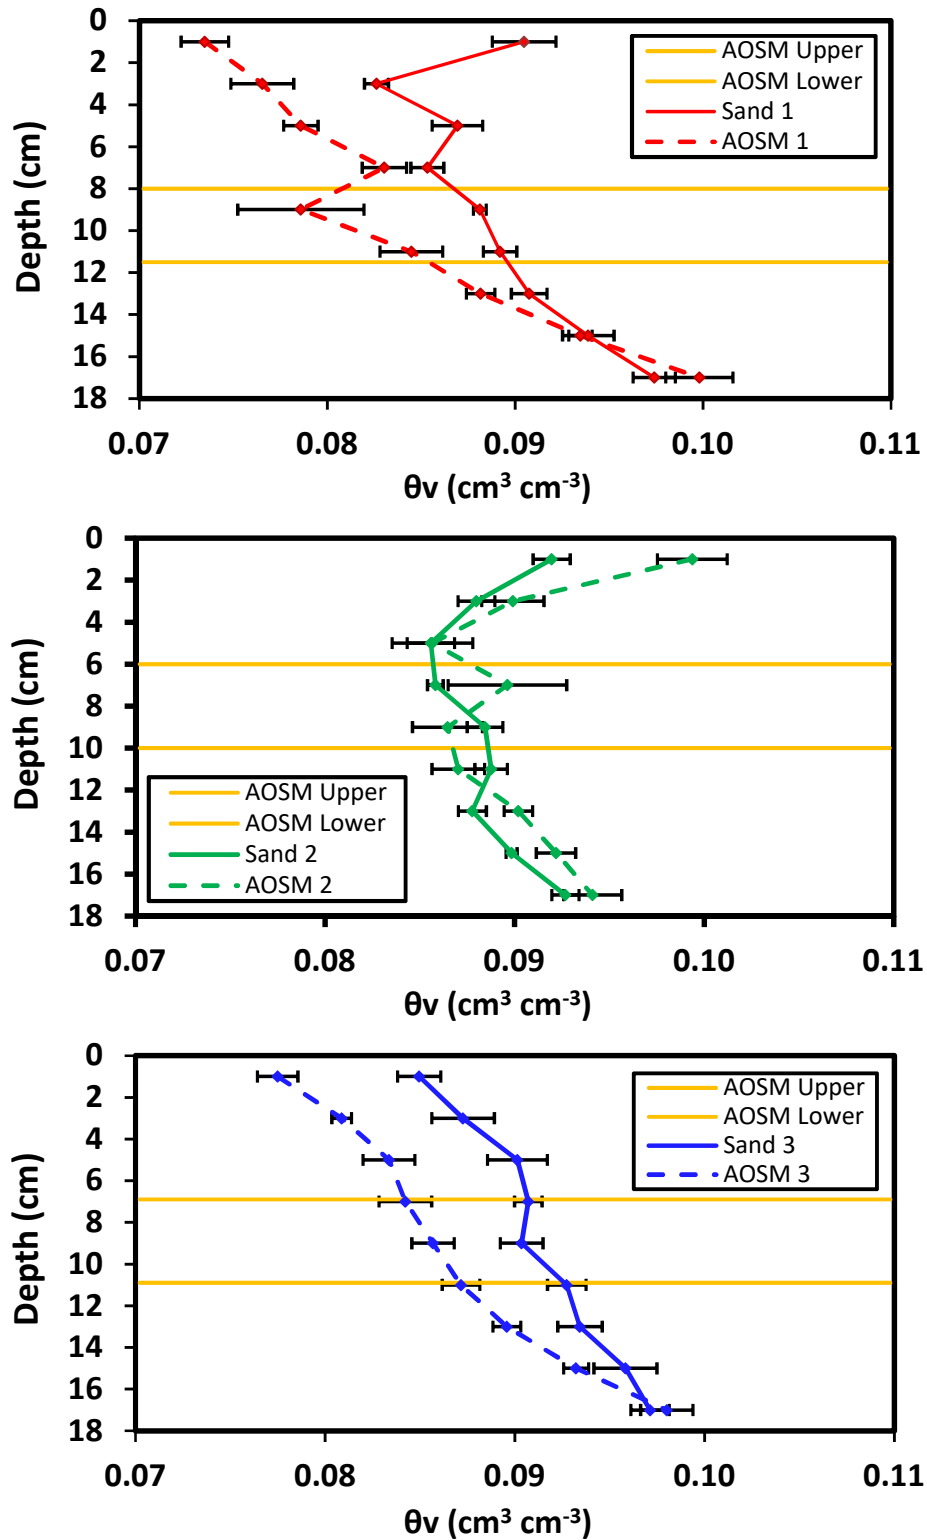 0
2
4
6
8
10
12
14
16
18
Depth (cm)
AOSM Upper
AOSM Lower
Sand 1
AOSM 1
0.07 0.08 0.09 0.10 0.11
θv (cm³ cm⁻³)
0
2
4
6
8
10
12
14
16
18
Depth (cm)
AOSM Upper
AOSM Lower
Sand 2
AOSM 2
0.07 0.08 0.09 0.10 0.11
θv (cm³ cm⁻³)
0
2
4
6
8
10
12
14
16
18
Depth (cm)
AOSM Upper
AOSM Lower
Sand 3
AOSM 3
0.07 0.08 0.09 0.10 0.11
θv (cm³ cm⁻³)